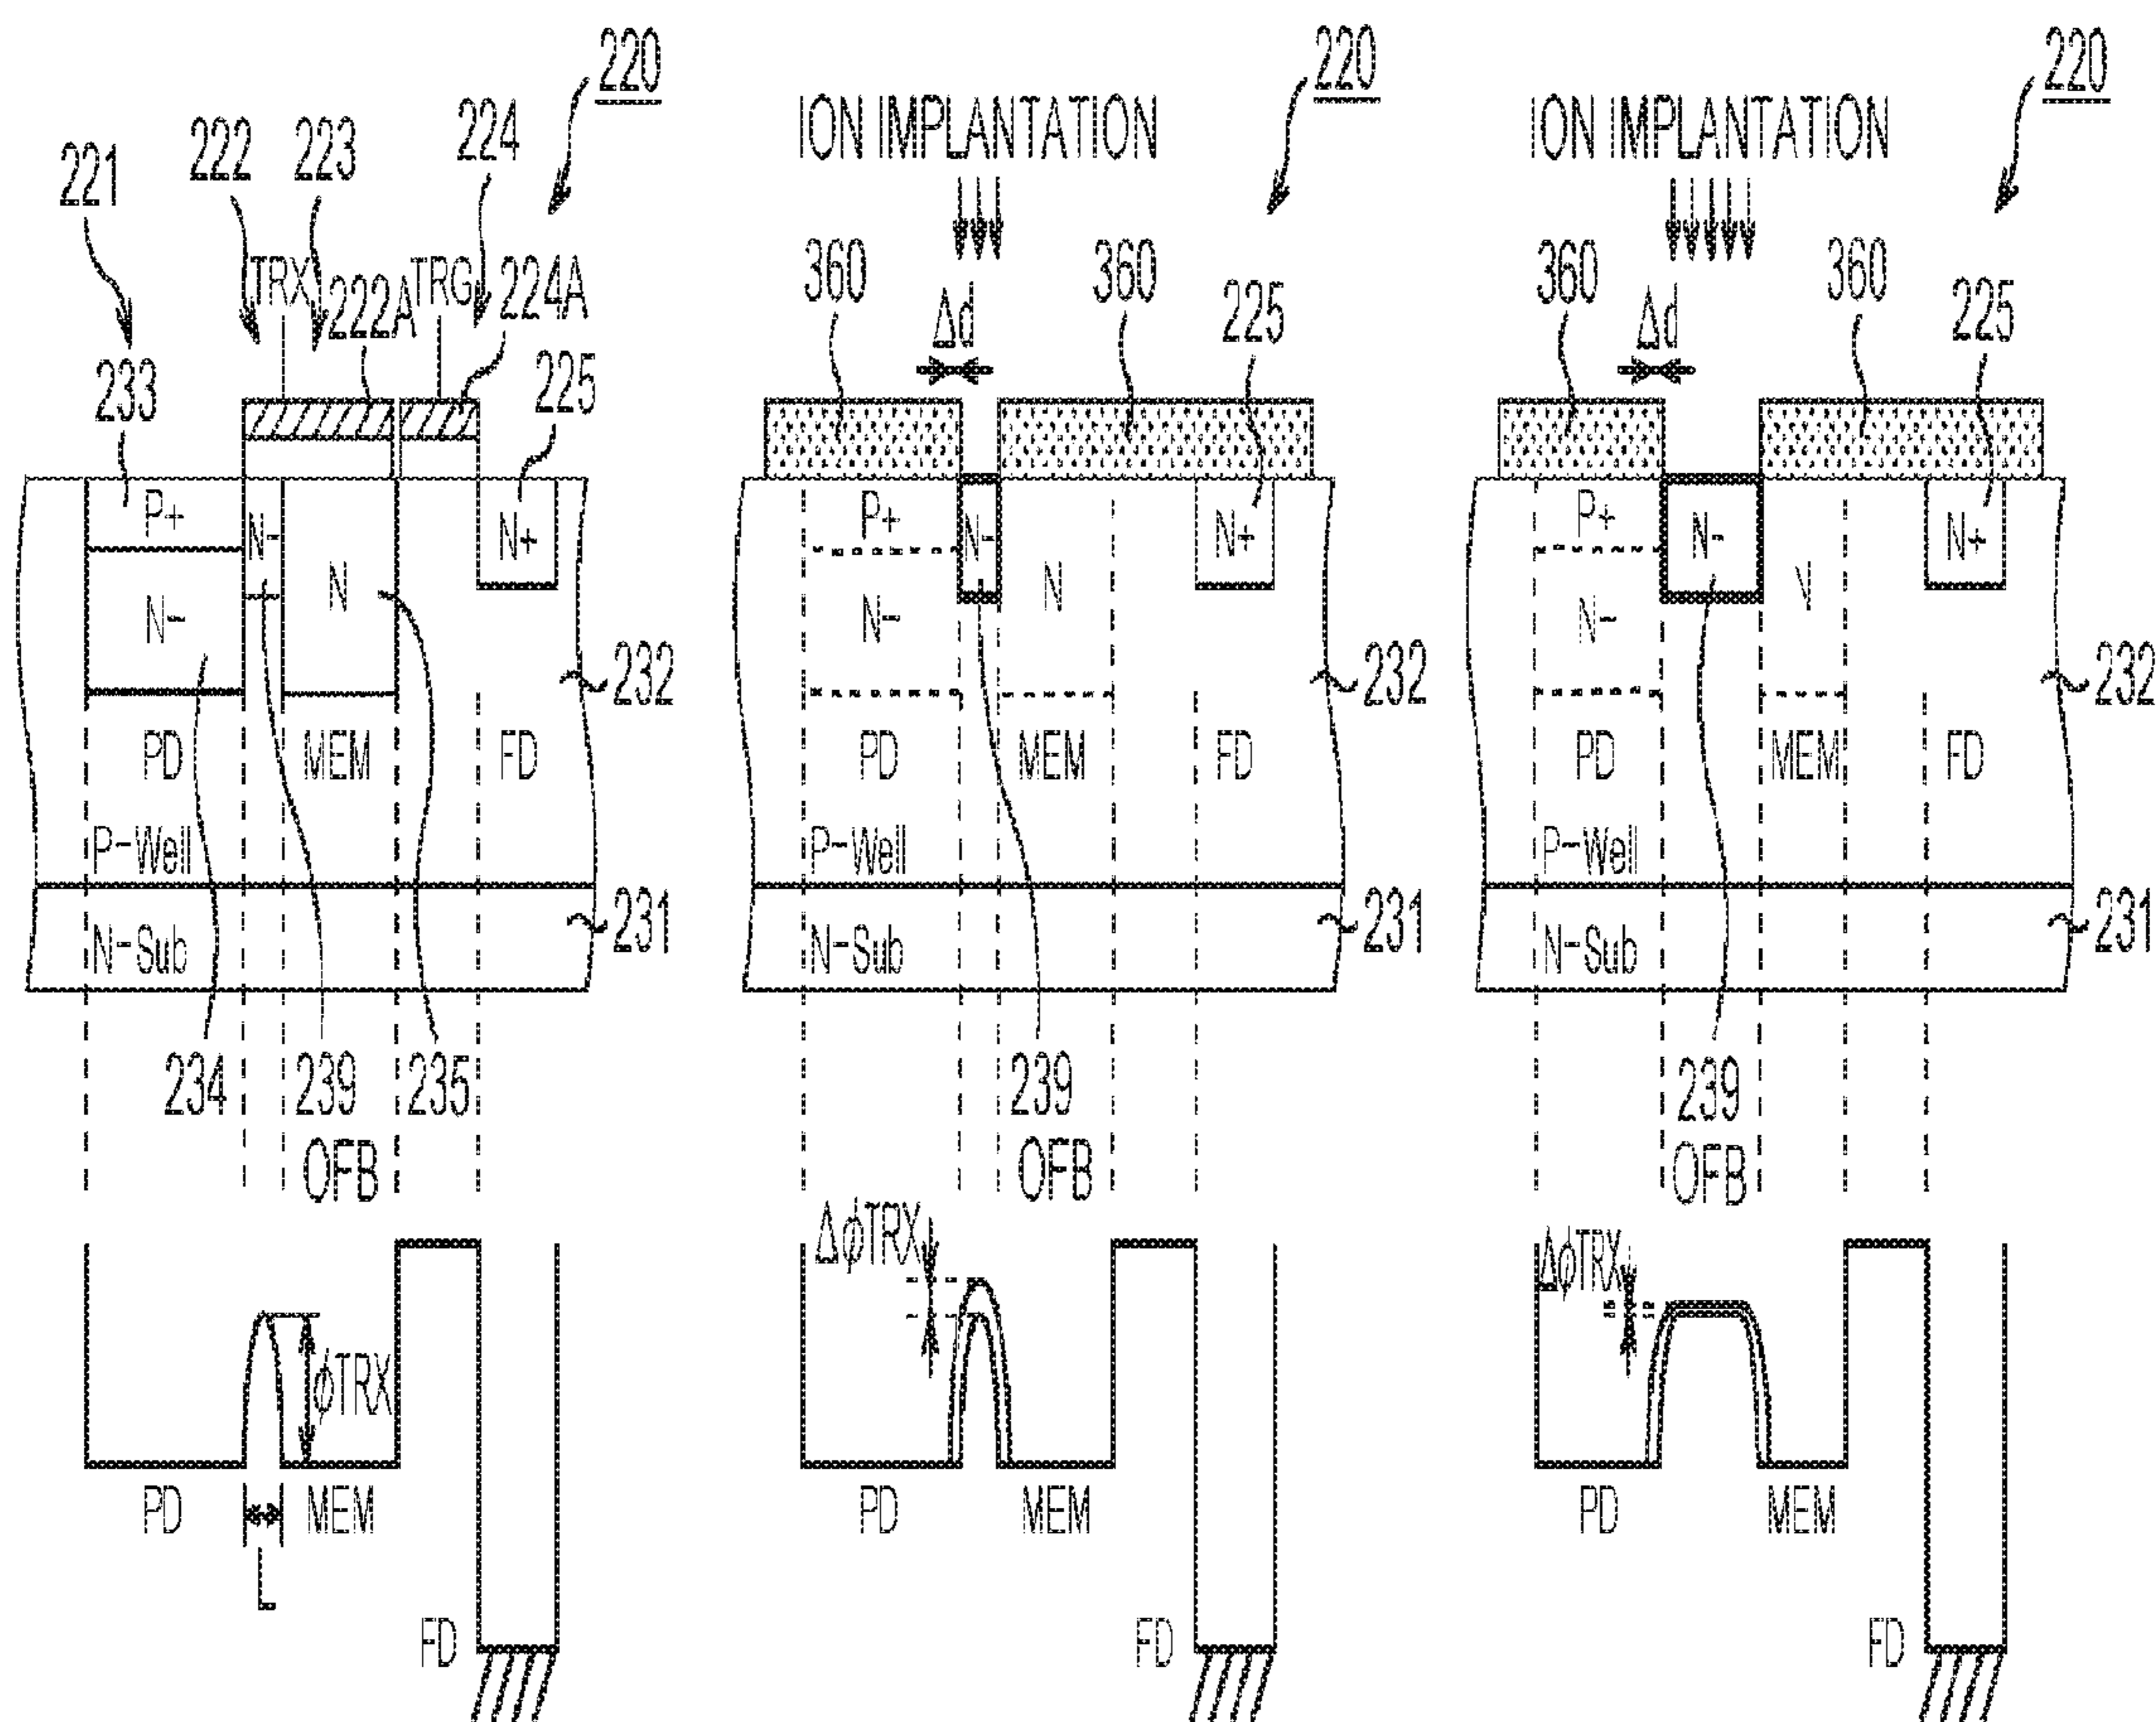 220
222
223
224
221
TRX
222A
TRG
224A
225
233
P+
N-
N
N+
N-
232
PD
MEM
FD
P-Well
231
N-Sub
234
239
235
OFB
ϕTRX
PD
MEM
L
FD
220
ION IMPLANTATION
360
360
Δd
225
P+
N-
N
N+
N-
232
PD
MEM
FD
P-Well
231
N-Sub
239
OFB
ΔϕTRX
PD
MEM
FD
220
ION IMPLANTATION
360
360
Δd
225
P+
N-
N+
N-
232
PD
MEM
FD
P-Well
231
N-Sub
239
OFB
ΔϕTRX
PD
MEM
FD